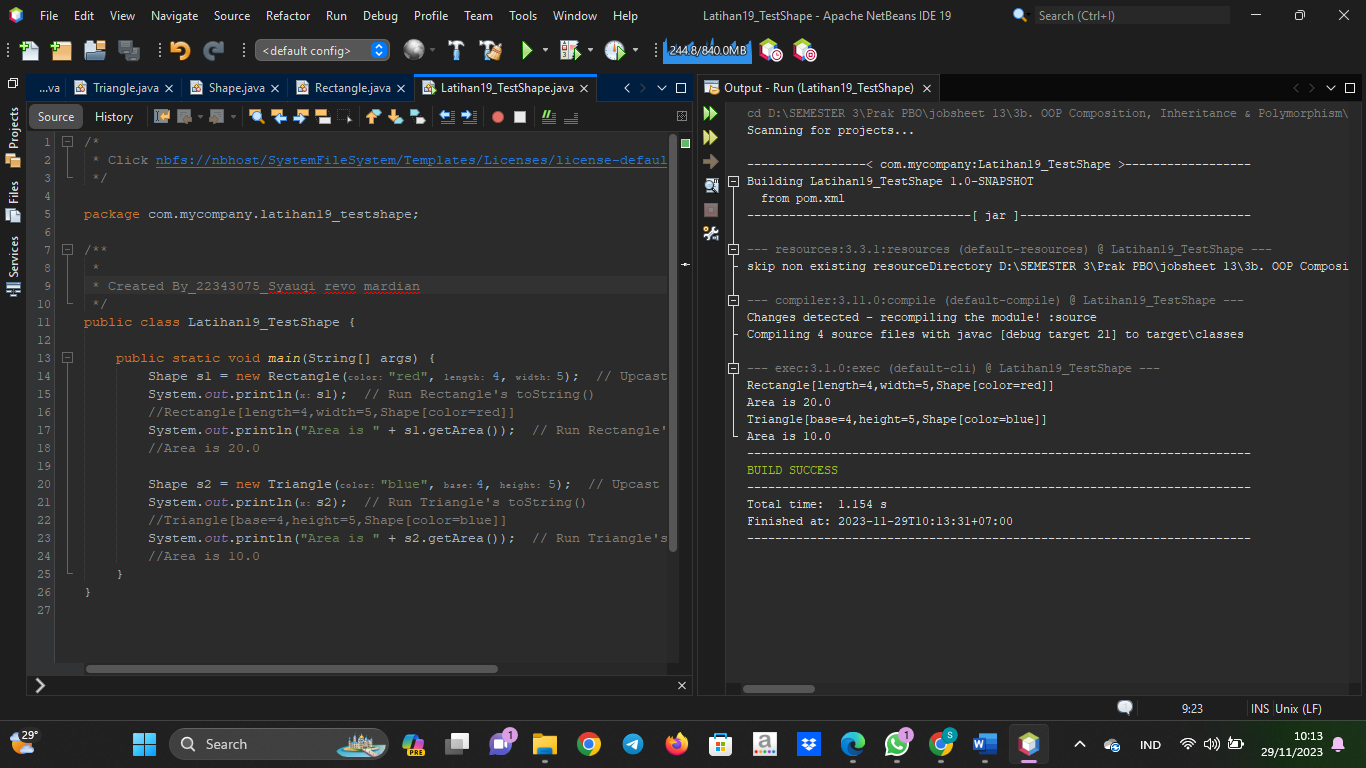 File Edit View Navigate Source Refactor Run Debug Profile Team Tools Window Help
Latihan19_TestShape - Apache NetBeans IDE 19
Search (Ctrl+I)
<default config>
244.8/840.0MB
...va
Triangle.java
Shape.java
Rectangle.java
Latihan19_TestShape.java
Source History
Projects
Files
Services
1 /*
2 * Click nbfs://nbhost/SystemFileSystem/Templates/Licenses/license-defaul
3 */
4
5 package com.mycompany.latihan19_testshape;
6
7 /**
8 *
9 * Created By_22343075_Syauqi revo mardian
10 */
11 public class Latihan19_TestShape {
12
13 public static void main(String[] args) {
14 Shape s1 = new Rectangle(color: "red", length: 4, width: 5); // Upcast
15 System.out.println(x: s1); // Run Rectangle's toString()
16 //Rectangle[length=4,width=5,Shape[color=red]]
17 System.out.println("Area is " + s1.getArea()); // Run Rectangle'
18 //Area is 20.0
19
20 Shape s2 = new Triangle(color: "blue", base: 4, height: 5); // Upcast
21 System.out.println(x: s2); // Run Triangle's toString()
22 //Triangle[base=4,height=5,Shape[color=blue]]
23 System.out.println("Area is " + s2.getArea()); // Run Triangle's
24 //Area is 10.0
25 }
26 }
27
Output - Run (Latihan19_TestShape)
cd D:\SEMESTER 3\Prak PBO\jobsheet 13\3b. OOP Composition, Inheritance & Polymorphism\
Scanning for projects...
-----------------< com.mycompany:Latihan19_TestShape >------------------
Building Latihan19_TestShape 1.0-SNAPSHOT
from pom.xml
--------------------------------[ jar ]---------------------------------
--- resources:3.3.1:resources (default-resources) @ Latihan19_TestShape ---
skip non existing resourceDirectory D:\SEMESTER 3\Prak PBO\jobsheet 13\3b. OOP Composi
--- compiler:3.11.0:compile (default-compile) @ Latihan19_TestShape ---
Changes detected - recompiling the module! :source
Compiling 4 source files with javac [debug target 21] to target\classes
--- exec:3.1.0:exec (default-cli) @ Latihan19_TestShape ---
Rectangle[length=4,width=5,Shape[color=red]]
Area is 20.0
Triangle[base=4,height=5,Shape[color=blue]]
Area is 10.0
------------------------------------------------------------------------
BUILD SUCCESS
------------------------------------------------------------------------
Total time: 1.154 s
Finished at: 2023-11-29T10:13:31+07:00
------------------------------------------------------------------------
9:23
INS Unix (LF)
29°
Search
PRE
1
a
1
S
IND
10:13
29/11/2023